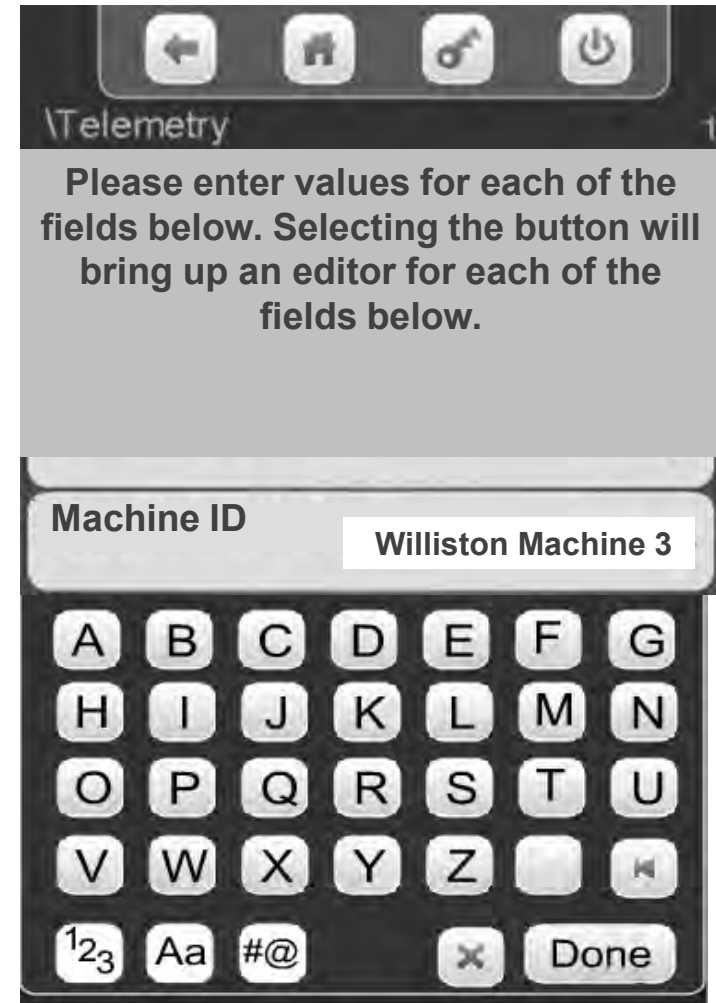 \Telemetry
Please enter values for each of the
fields below. Selecting the button will
bring up an editor for each of the
fields below.
Machine ID
Williston Machine 3
A B C D E F G
H I J K L M N
O P Q R S T U
V W X Y Z
123 Aa #@ Done